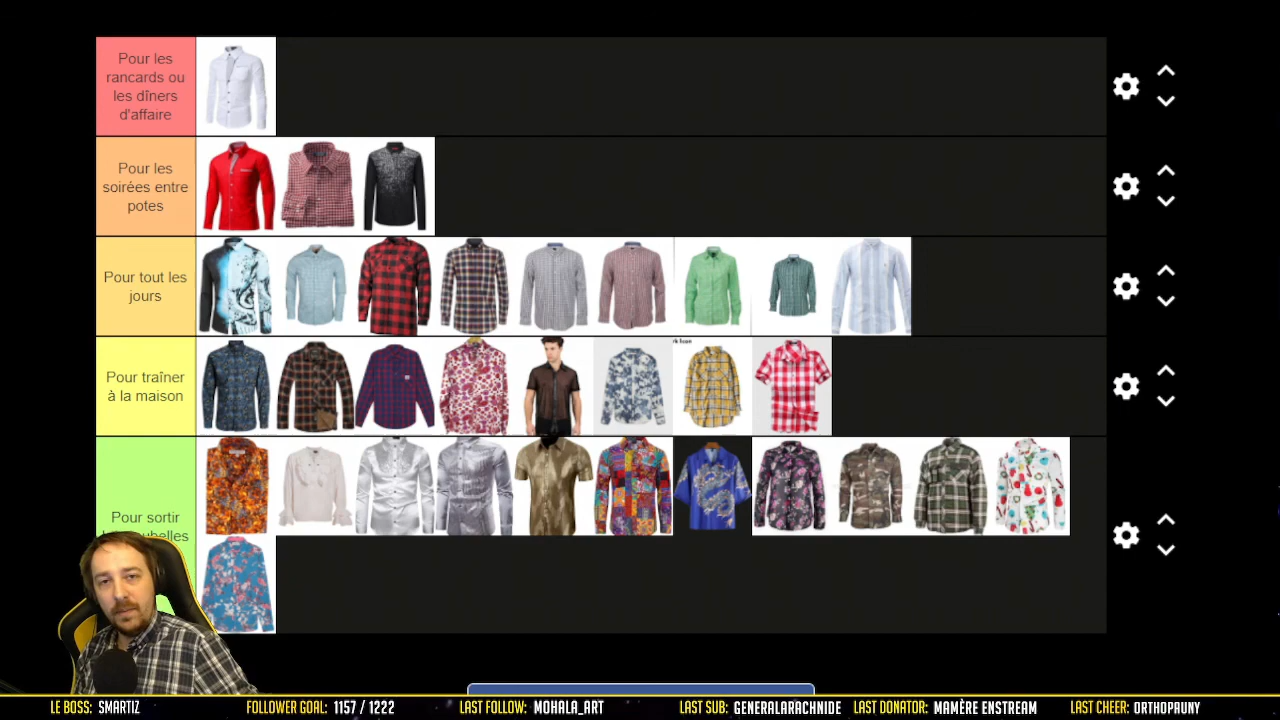 Pour les
rancards ou
les dîners
d'affaire
Pour les
soirées entre
potes
Pour tout les
jours
Pour traîner
à la maison
rk Icon
Pour sortir
LE BOSS: SMARTIZ
FOLLOWER GOAL: 1157 / 1222
LAST FOLLOW: MOHALA_ART
LAST SUB: GENERALARACHNIDE
LAST DONATOR: MAMÈRE ENSTREAM
LAST CHEER: ORTHOPAUNY